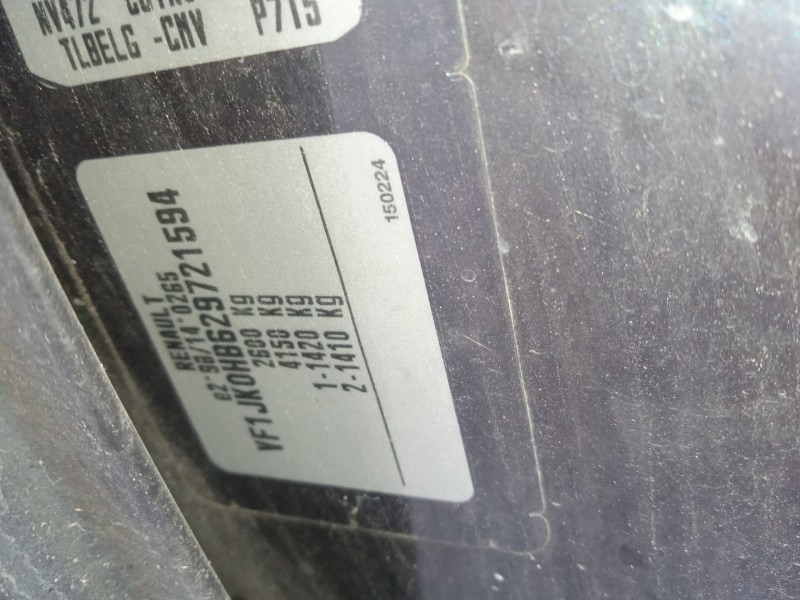 NV472
TLBELG -CMV P715
RENAULT
e2*98/14*0265
VF1JK0HB629721594
2600 Kg
4150 Kg
1-1420 Kg
2-1410 Kg
150224